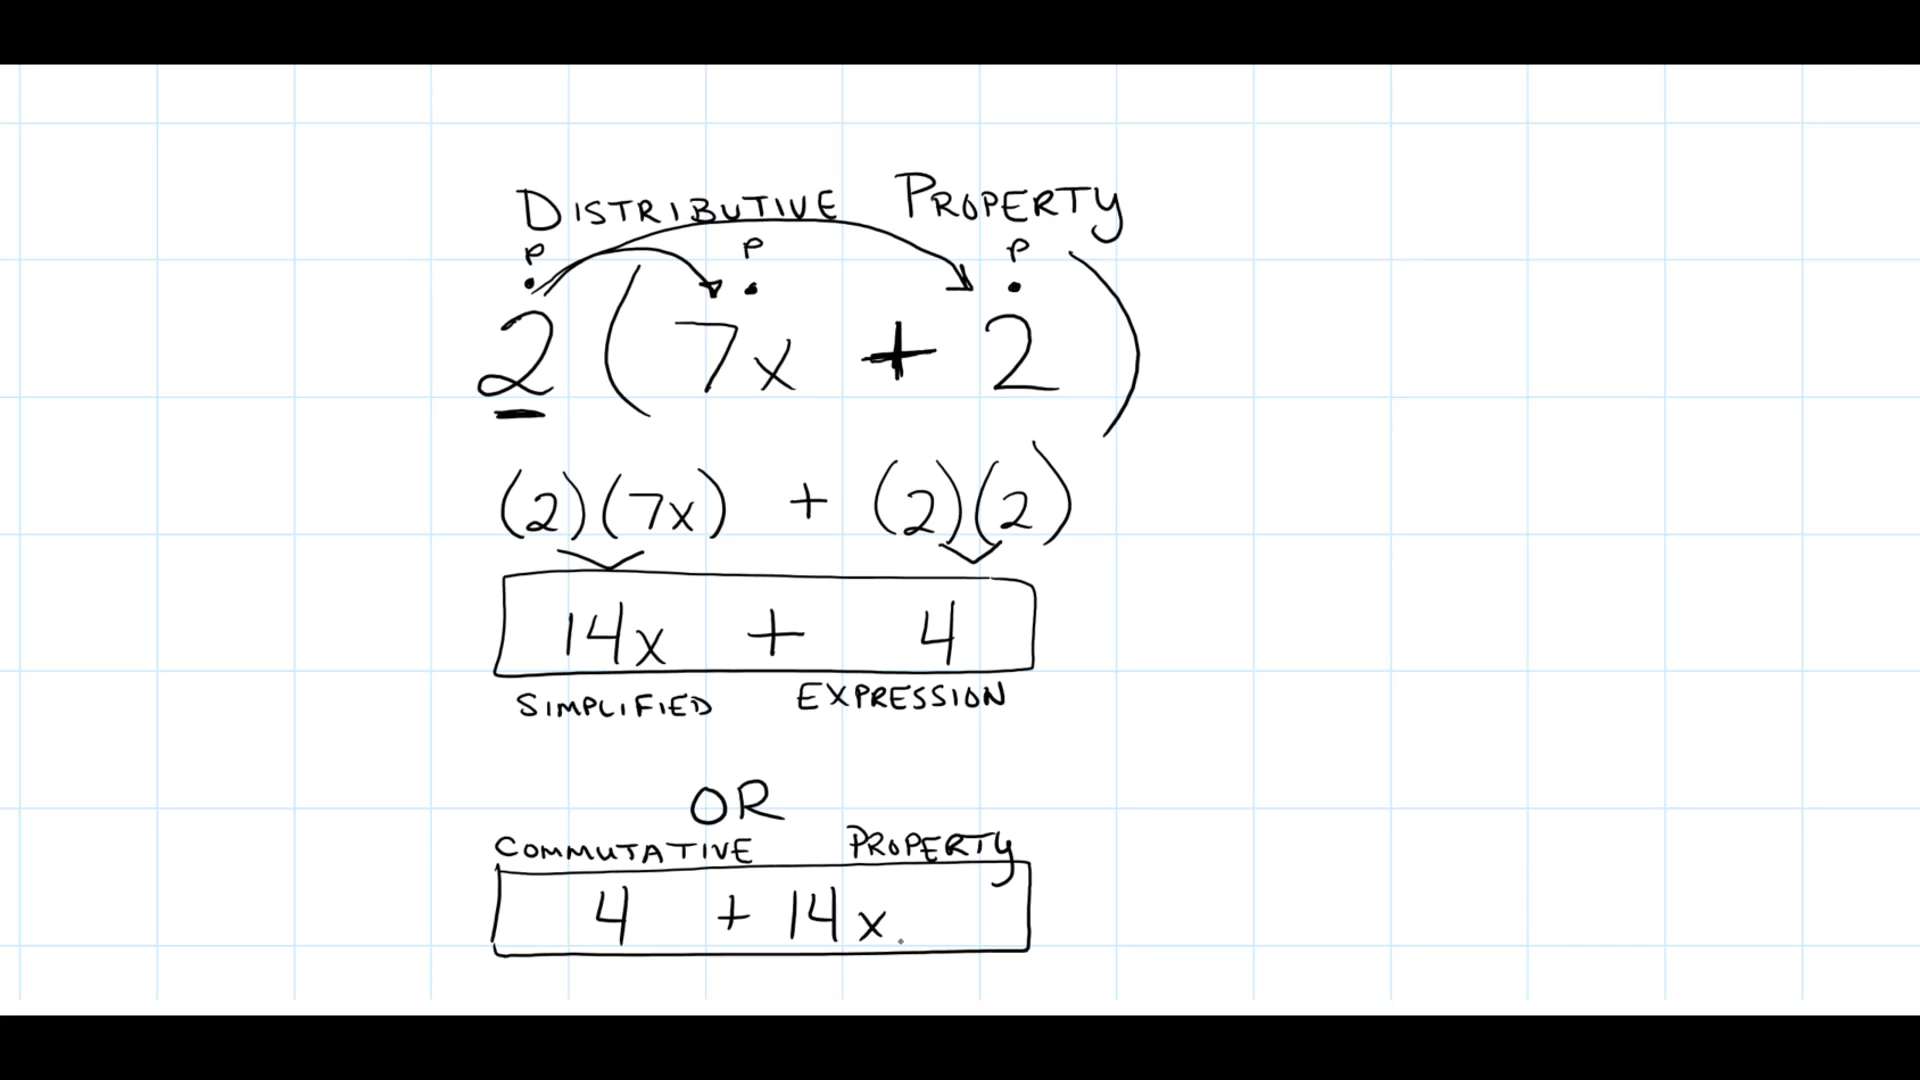 DISTRIBUTIVE PROPERTY
P P P
2 ( 7x + 2 )
(2)(7x) + (2)(2)
14x + 4
SIMPLIFIED EXPRESSION
OR
COMMUTATIVE PROPERTY
4 + 14x